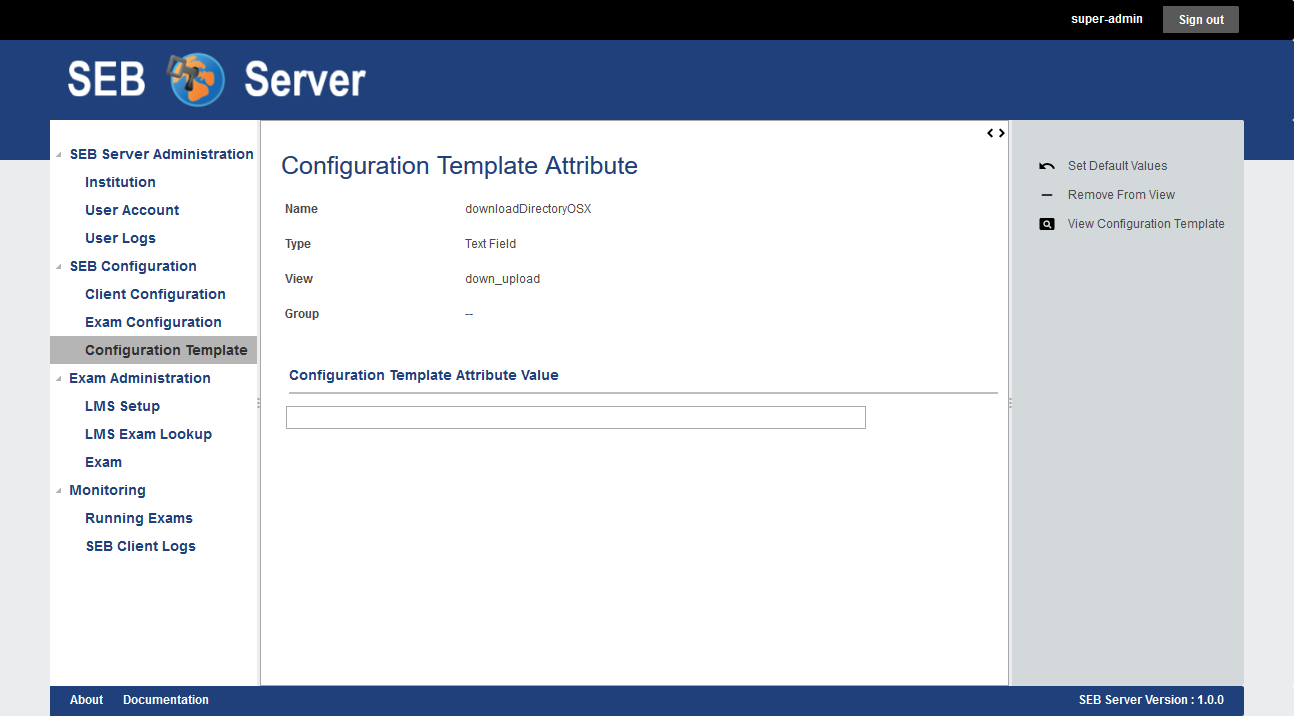 super-admin
Sign out
SEB Server
SEB Server Administration
Institution
User Account
User Logs
SEB Configuration
Client Configuration
Exam Configuration
Configuration Template
Exam Administration
LMS Setup
LMS Exam Lookup
Exam
Monitoring
Running Exams
SEB Client Logs
Configuration Template Attribute
Name downloadDirectoryOSX
Type Text Field
View down_upload
Group --
Configuration Template Attribute Value
Set Default Values
Remove From View
View Configuration Template
About Documentation
SEB Server Version : 1.0.0